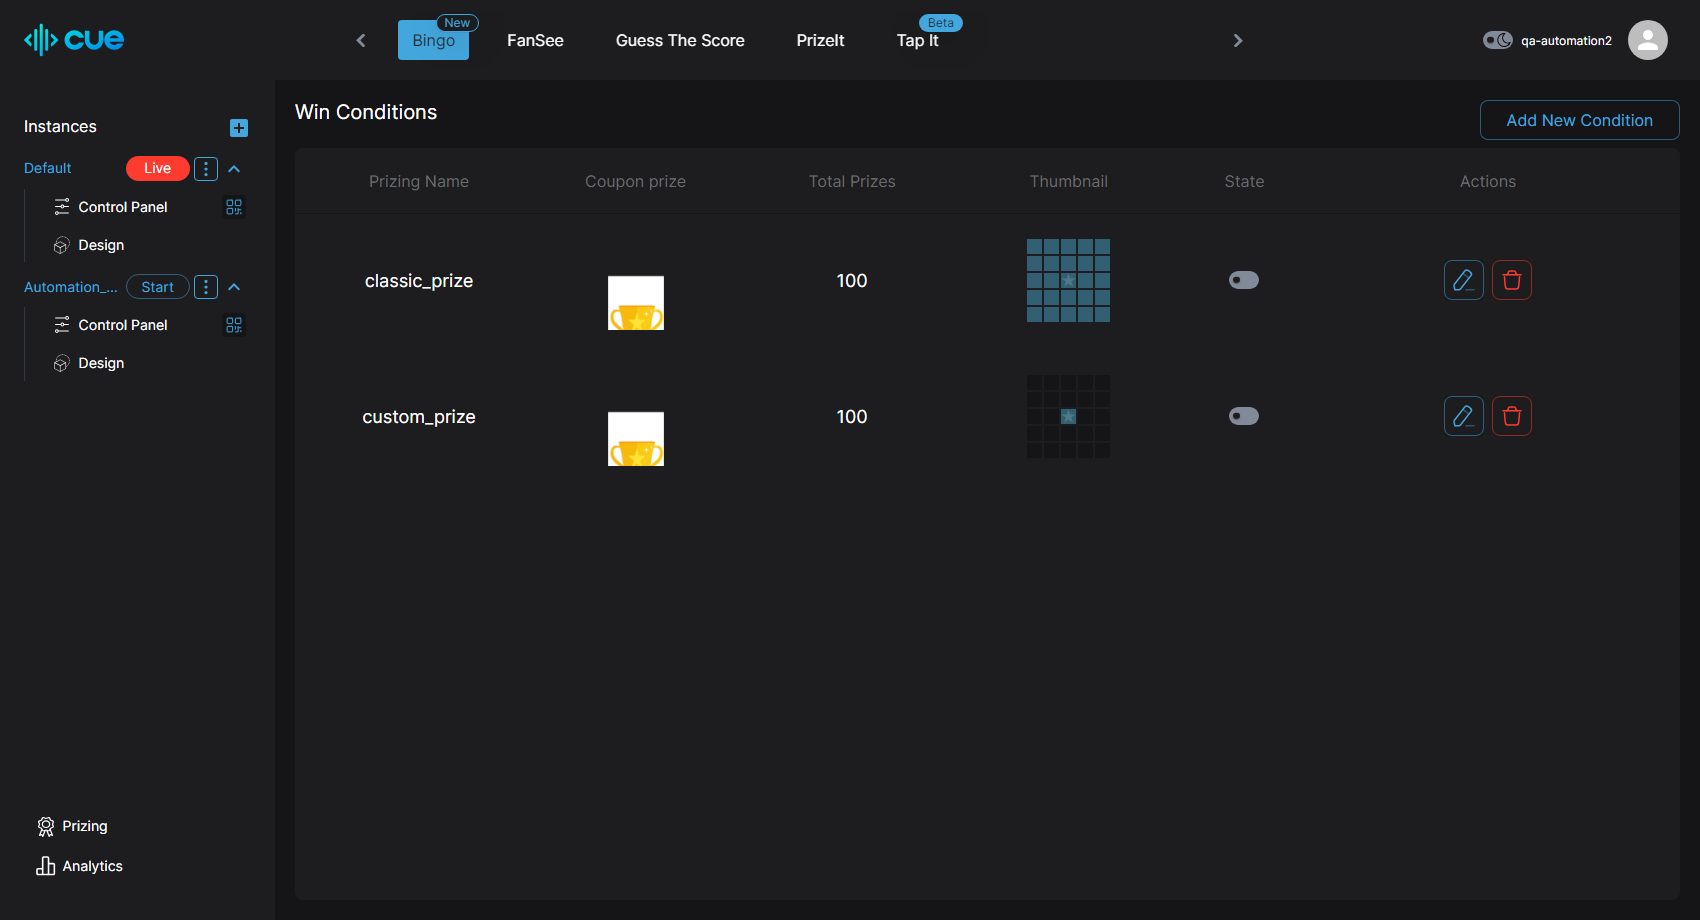 cue
Bingo
New
FanSee
Guess The Score
PrizeIt
Tap It
Beta
qa-automation2
Instances
Default
Live
Control Panel
Design
Automation_...
Start
Control Panel
Design
Prizing
Analytics
Win Conditions
Add New Condition
Prizing Name Coupon prize Total Prizes Thumbnail State Actions
classic_prize 100
custom_prize 100